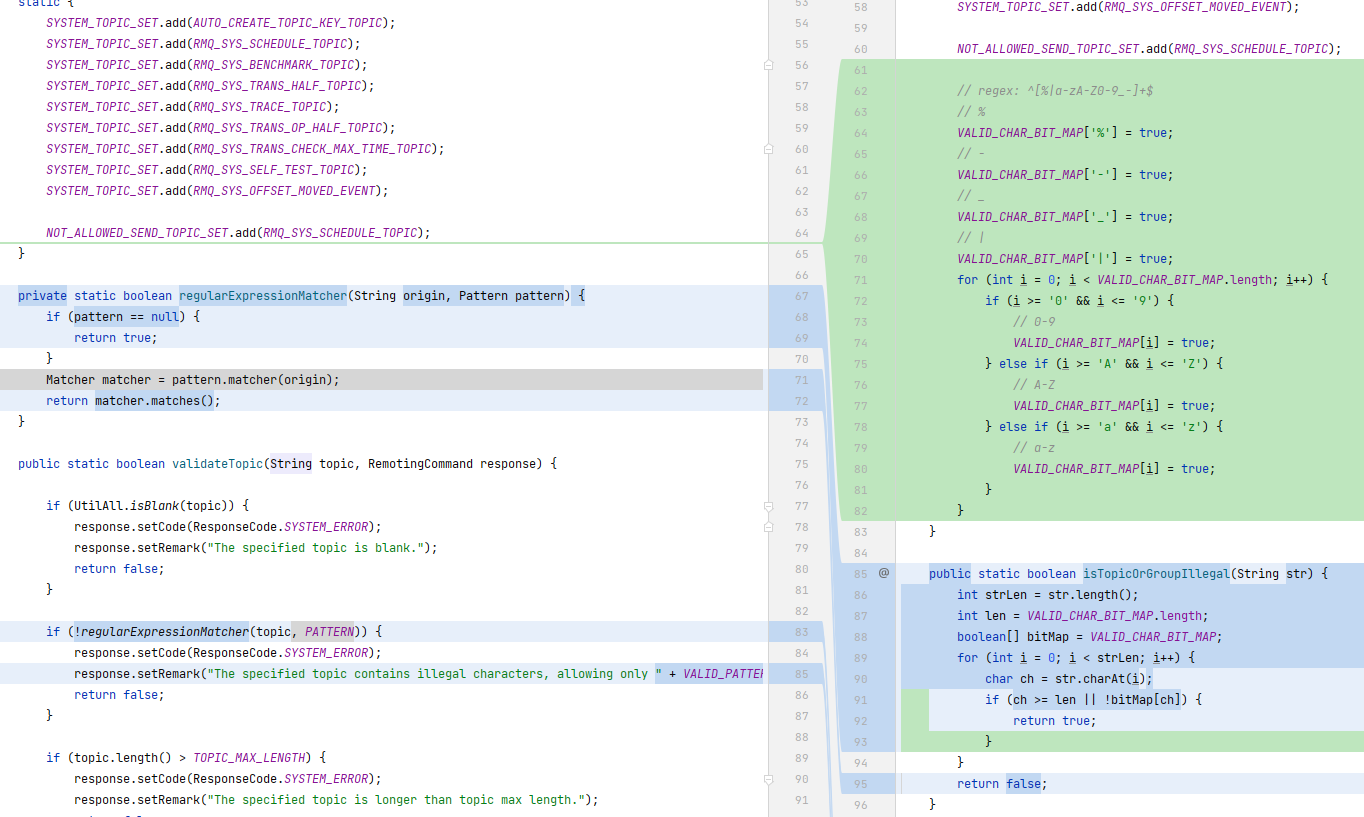 static {
SYSTEM_TOPIC_SET.add(AUTO_CREATE_TOPIC_KEY_TOPIC);
SYSTEM_TOPIC_SET.add(RMQ_SYS_SCHEDULE_TOPIC);
SYSTEM_TOPIC_SET.add(RMQ_SYS_BENCHMARK_TOPIC);
SYSTEM_TOPIC_SET.add(RMQ_SYS_TRANS_HALF_TOPIC);
SYSTEM_TOPIC_SET.add(RMQ_SYS_TRACE_TOPIC);
SYSTEM_TOPIC_SET.add(RMQ_SYS_TRANS_OP_HALF_TOPIC);
SYSTEM_TOPIC_SET.add(RMQ_SYS_TRANS_CHECK_MAX_TIME_TOPIC);
SYSTEM_TOPIC_SET.add(RMQ_SYS_SELF_TEST_TOPIC);
SYSTEM_TOPIC_SET.add(RMQ_SYS_OFFSET_MOVED_EVENT);
NOT_ALLOWED_SEND_TOPIC_SET.add(RMQ_SYS_SCHEDULE_TOPIC);
}
private static boolean regularExpressionMatcher(String origin, Pattern pattern) {
if (pattern == null) {
return true;
}
Matcher matcher = pattern.matcher(origin);
return matcher.matches();
}
public static boolean validateTopic(String topic, RemotingCommand response) {
if (UtilAll.isBlank(topic)) {
response.setCode(ResponseCode.SYSTEM_ERROR);
response.setRemark("The specified topic is blank.");
return false;
}
if (!regularExpressionMatcher(topic, PATTERN)) {
response.setCode(ResponseCode.SYSTEM_ERROR);
response.setRemark("The specified topic contains illegal characters, allowing only " + VALID_PATTER
return false;
}
if (topic.length() > TOPIC_MAX_LENGTH) {
response.setCode(ResponseCode.SYSTEM_ERROR);
response.setRemark("The specified topic is longer than topic max length.");
53
54
55
56
57
58
59
60
61
62
63
64
65
66
67
68
69
70
71
72
73
74
75
76
77
78
79
80
81
82
83
84
85
86
87
88
89
90
91
58 SYSTEM_TOPIC_SET.add(RMQ_SYS_OFFSET_MOVED_EVENT);
59
60 NOT_ALLOWED_SEND_TOPIC_SET.add(RMQ_SYS_SCHEDULE_TOPIC);
61
62 // regex: ^[%|a-zA-Z0-9_-]+$
63 // %
64 VALID_CHAR_BIT_MAP['%'] = true;
65 // -
66 VALID_CHAR_BIT_MAP['-'] = true;
67 // _
68 VALID_CHAR_BIT_MAP['_'] = true;
69 // |
70 VALID_CHAR_BIT_MAP['|'] = true;
71 for (int i = 0; i < VALID_CHAR_BIT_MAP.length; i++) {
72 if (i >= '0' && i <= '9') {
73 // 0-9
74 VALID_CHAR_BIT_MAP[i] = true;
75 } else if (i >= 'A' && i <= 'Z') {
76 // A-Z
77 VALID_CHAR_BIT_MAP[i] = true;
78 } else if (i >= 'a' && i <= 'z') {
79 // a-z
80 VALID_CHAR_BIT_MAP[i] = true;
81 }
82 }
83 }
84
85 @ public static boolean isTopicOrGroupIllegal(String str) {
86 int strLen = str.length();
87 int len = VALID_CHAR_BIT_MAP.length;
88 boolean[] bitMap = VALID_CHAR_BIT_MAP;
89 for (int i = 0; i < strLen; i++) {
90 char ch = str.charAt(i);
91 if (ch >= len || !bitMap[ch]) {
92 return true;
93 }
94 }
95 return false;
96 }